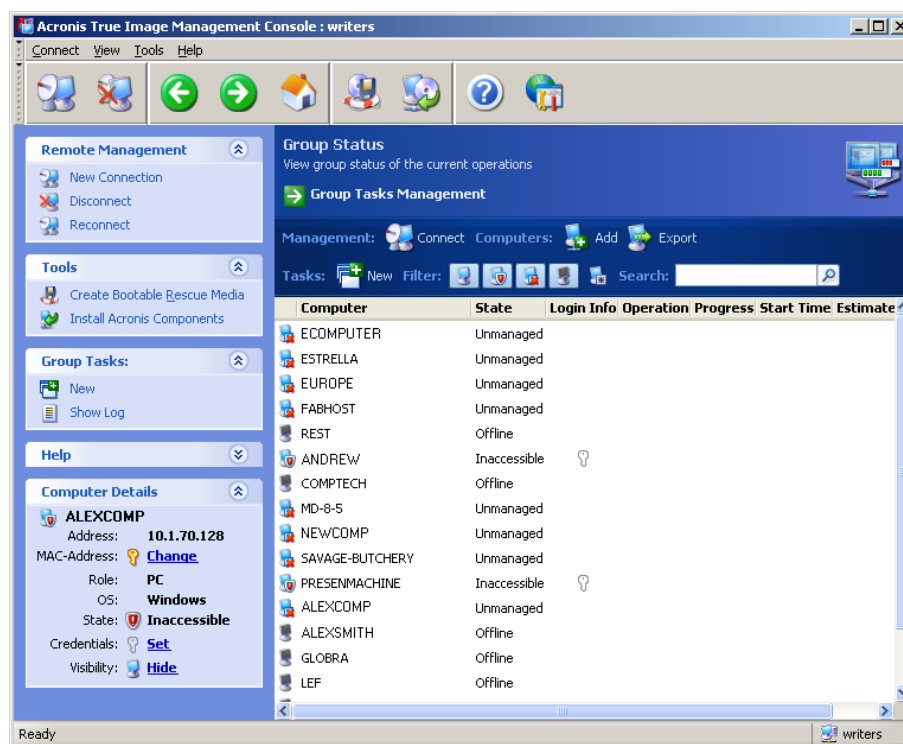 Acronis True Image Management Console : writers
Connect View Tools Help
Remote Management
New Connection
Disconnect
Reconnect
Tools
Create Bootable Rescue Media
Install Acronis Components
Group Tasks:
New
Show Log
Help
Computer Details
ALEXCOMP
Address: 10.1.70.128
MAC-Address: Change
Role: PC
OS: Windows
State: Inaccessible
Credentials: Set
Visibility: Hide
Group Status
View group status of the current operations
Group Tasks Management
Management: Connect Computers: Add Export
Tasks: New Filter: Search:
Computer State Login Info Operation Progress Start Time Estimate
ECOMPUTER Unmanaged
ESTRELLA Unmanaged
EUROPE Unmanaged
FABHOST Unmanaged
REST Offline
ANDREW Inaccessible
COMPTECH Offline
MD-8-5 Unmanaged
NEWCOMP Unmanaged
SAVAGE-BUTCHERY Unmanaged
PRESENMACHINE Inaccessible
ALEXCOMP Unmanaged
ALEXSMITH Offline
GLOBRA Offline
LEF Offline
Ready writers